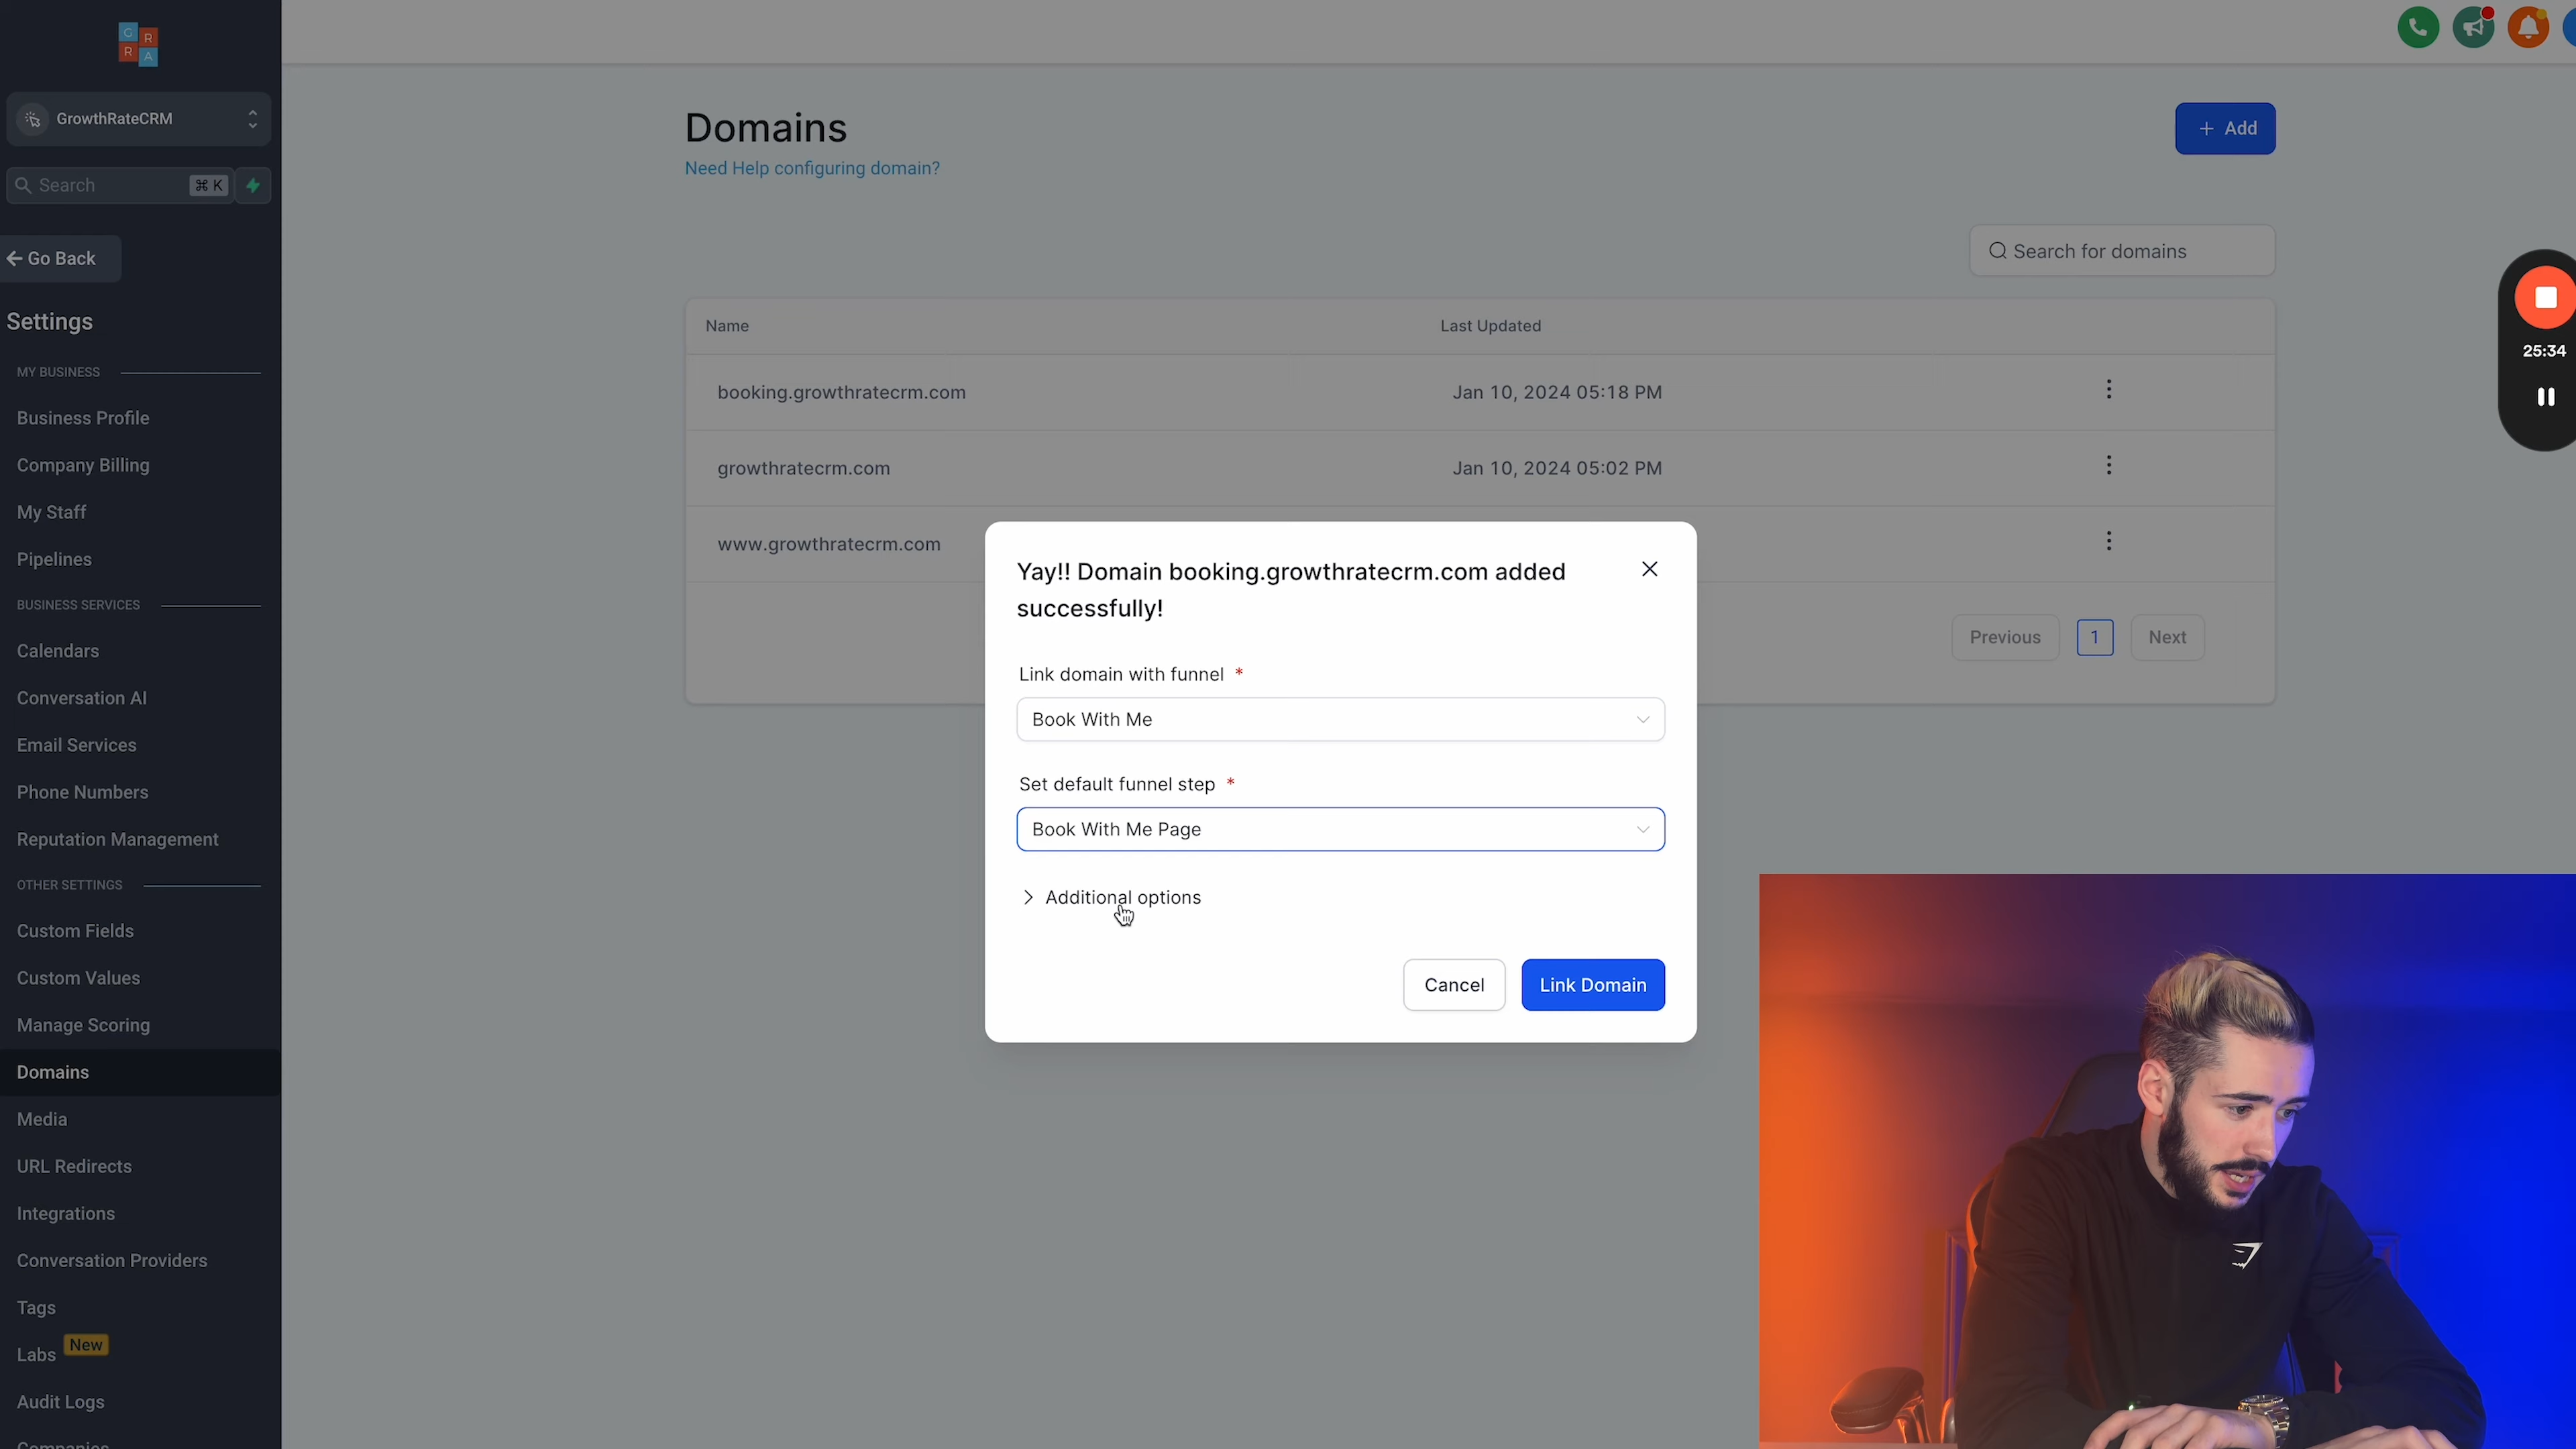 G R
R A
GrowthRateCRM
Search ⌘ K
Go Back
Settings
MY BUSINESS
Business Profile
Company Billing
My Staff
Pipelines
BUSINESS SERVICES
Calendars
Conversation AI
Email Services
Phone Numbers
Reputation Management
OTHER SETTINGS
Custom Fields
Custom Values
Manage Scoring
Domains
Media
URL Redirects
Integrations
Conversation Providers
Tags
Labs New
Audit Logs
Companies
Domains
+ Add
Need Help configuring domain?
Search for domains
Name Last Updated
booking.growthratecrm.com Jan 10, 2024 05:18 PM
growthratecrm.com Jan 10, 2024 05:02 PM
www.growthratecrm.com
Previous 1 Next
Yay!! Domain booking.growthratecrm.com added
successfully!
Link domain with funnel *
Book With Me
Set default funnel step *
Book With Me Page
Additional options
Cancel Link Domain
25:34